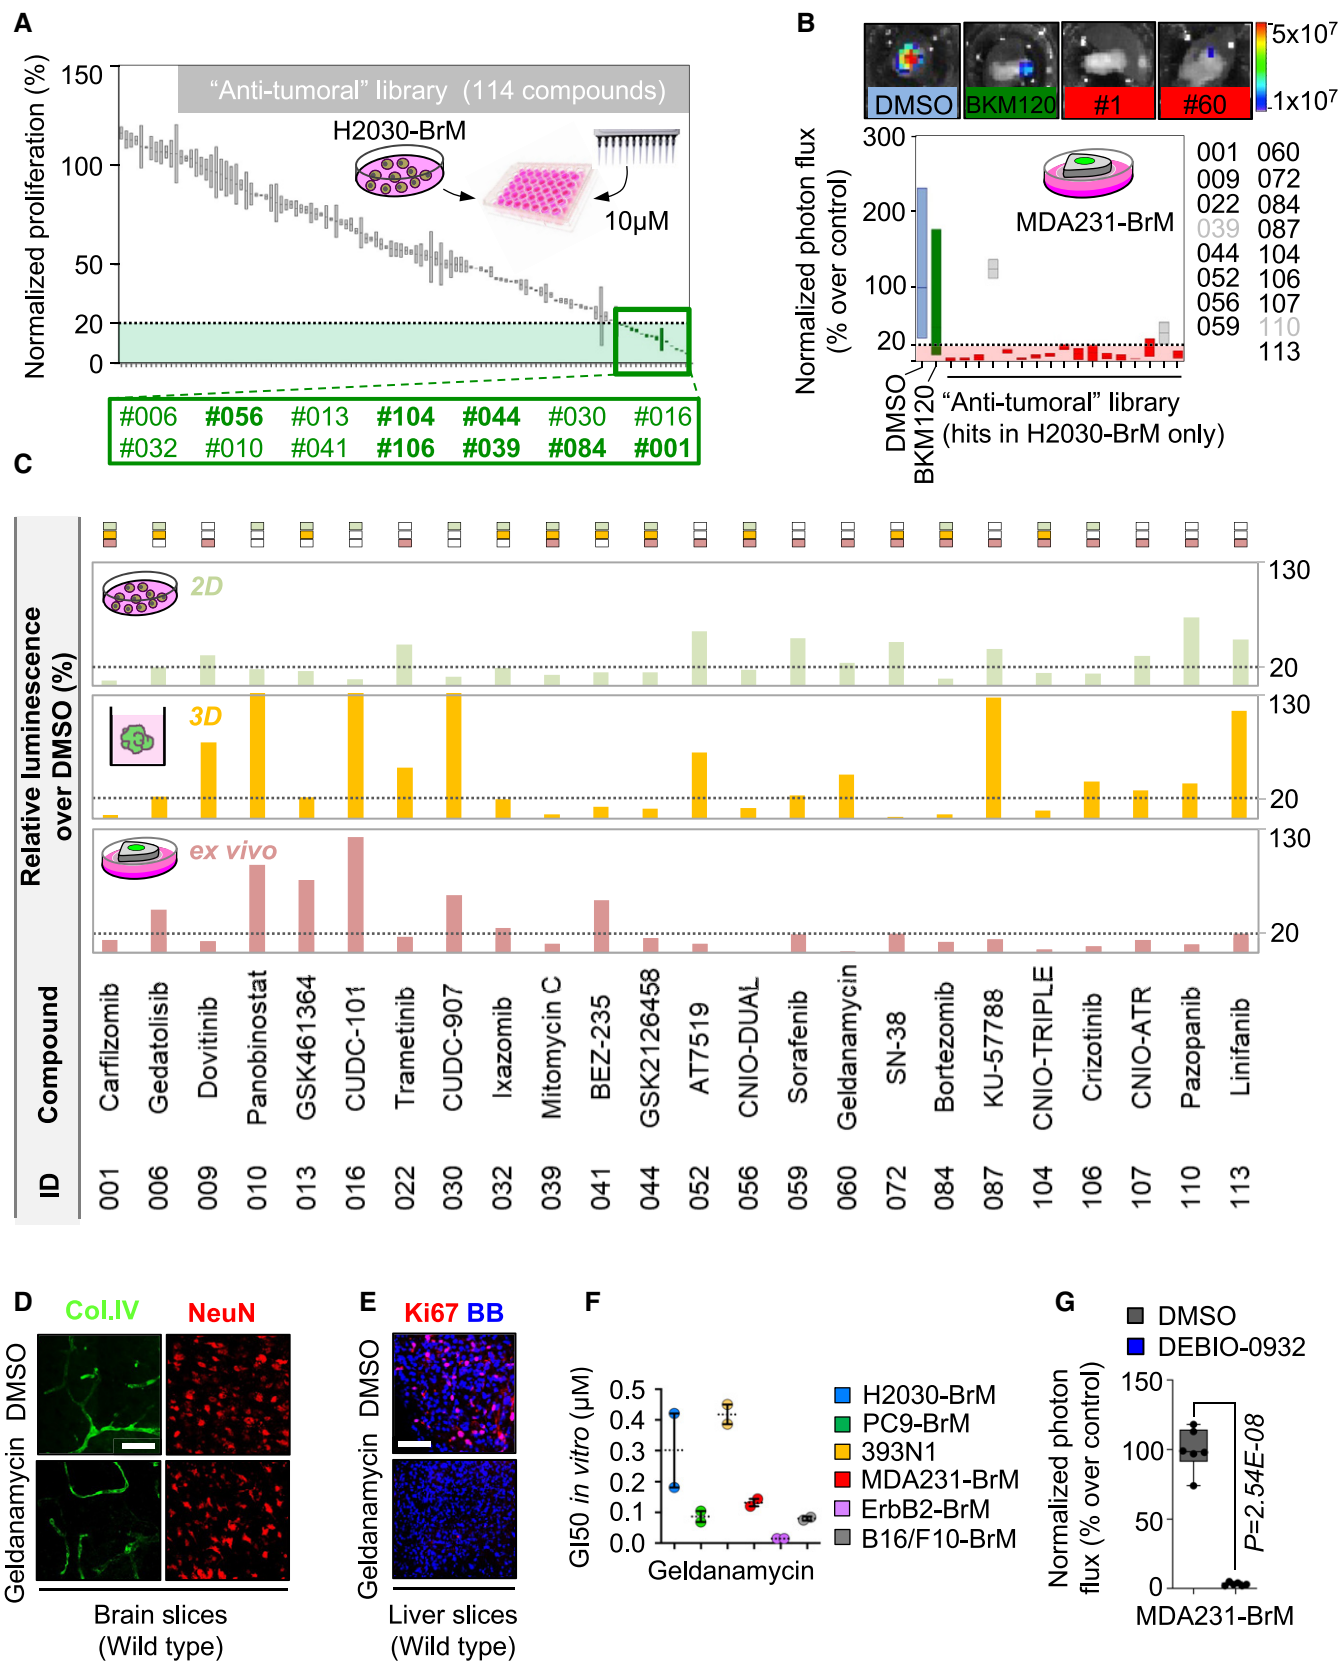 A
Normalized proliferation (%)
150
100
50
20
0
“Anti-tumoral” library (114 compounds)
H2030-BrM
10µM
#006 #056 #013 #104 #044 #030 #016
#032 #010 #041 #106 #039 #084 #001
B
DMSO BKM120 #1 #60
5x10⁷
1x10⁷
Normalized photon flux
(% over control)
300
200
100
20
0
MDA231-BrM
DMSO
BKM120
“Anti-tumoral” library
(hits in H2030-BrM only)
001 060
009 072
022 084
039 087
044 104
052 106
056 107
059 110
113
C
Relative luminescence
over DMSO (%)
2D
130
20
3D
130
20
ex vivo
130
20
Compound
Carfilzomib
Gedatolisib
Dovitinib
Panobinostat
GSK461364
CUDC-101
Trametinib
CUDC-907
Ixazomib
Mitomycin C
BEZ-235
GSK2126458
AT7519
CNIO-DUAL
Sorafenib
Geldanamycin
SN-38
Bortezomib
KU-57788
CNIO-TRIPLE
Crizotinib
CNIO-ATR
Pazopanib
Linifanib
ID
001 006 009 010 013 016 022 030 032 039 041 044 052 056 059 060 072 084 087 104 106 107 110 113
D
Col.IV NeuN
DMSO
Geldanamycin
Brain slices
(Wild type)
E
Ki67 BB
DMSO
Geldanamycin
Liver slices
(Wild type)
F
GI50 in vitro (µM)
0.5
0.4
0.3
0.2
0.1
0.0
Geldanamycin
H2030-BrM
PC9-BrM
393N1
MDA231-BrM
ErbB2-BrM
B16/F10-BrM
G
DMSO
DEBIO-0932
Normalized photon
flux (% over control)
150
100
50
0
P=2.54E-08
MDA231-BrM